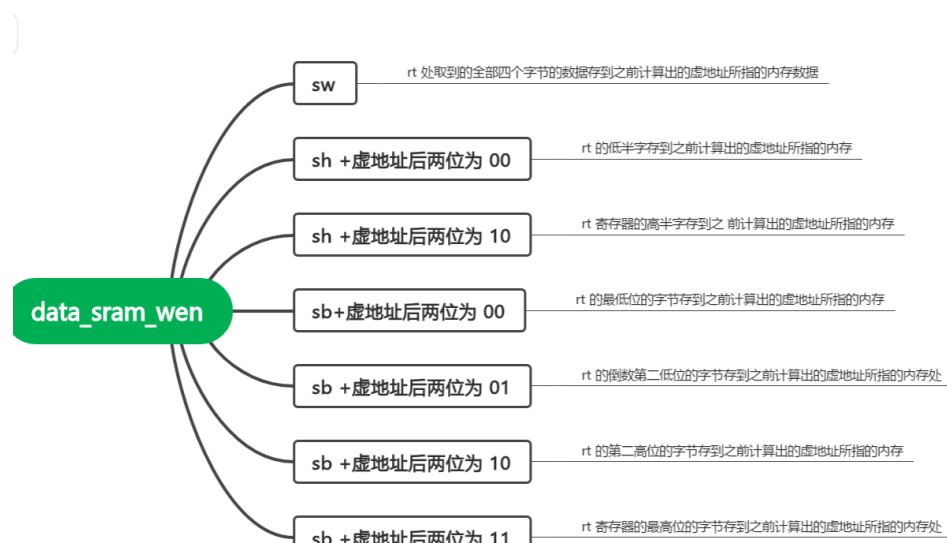 sw
rt 处取到的全部四个字节的数据存到之前计算出的虚地址所指的内存数据
sh +虚地址后两位为 00
rt 的低半字存到之前计算出的虚地址所指的内存
sh +虚地址后两位为 10
rt 寄存器的高半字存到之 前计算出的虚地址所指的内存
data_sram_wen
sb+虚地址后两位为 00
rt 的最低位的字节存到之前计算出的虚地址所指的内存
sb +虚地址后两位为 01
rt 的倒数第二低位的字节存到之前计算出的虚地址所指的内存处
sb +虚地址后两位为 10
rt 的第二高位的字节存到之前计算出的虚地址所指的内存
sb +虚地址后两位为 11
rt 寄存器的最高位的字节存到之前计算出的虚地址所指的内存处